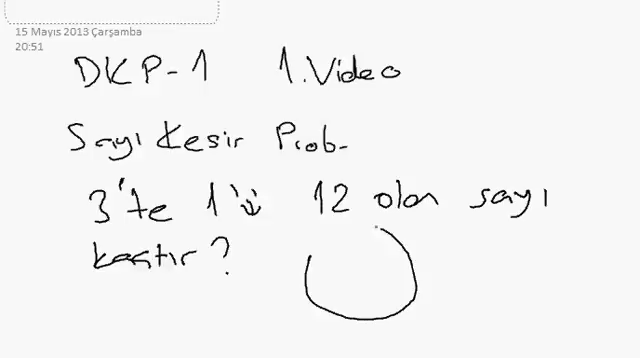 15 Mayıs 2013 Çarşamba
20:51
DKP-1 1.Video
Sayı Kesir Prob.
3'te 1'i 12 olan sayı
kaçtır?